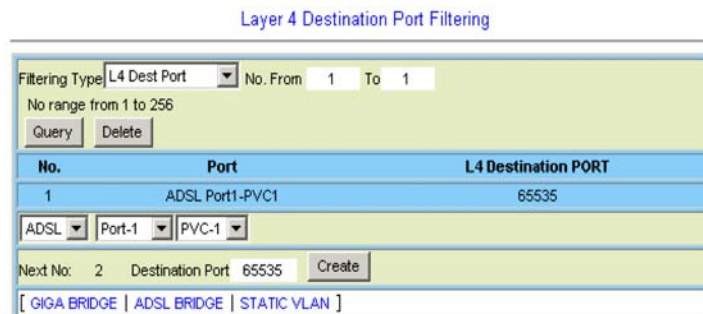 Layer 4 Destination Port Filtering
Filtering Type L4 Dest Port No. From 1 To 1
No range from 1 to 256
Query Delete
No. Port L4 Destination PORT
1 ADSL Port1-PVC1 65535
ADSL Port-1 PVC-1
Next No: 2 Destination Port 65535 Create
[ GIGA BRIDGE | ADSL BRIDGE | STATIC VLAN ]